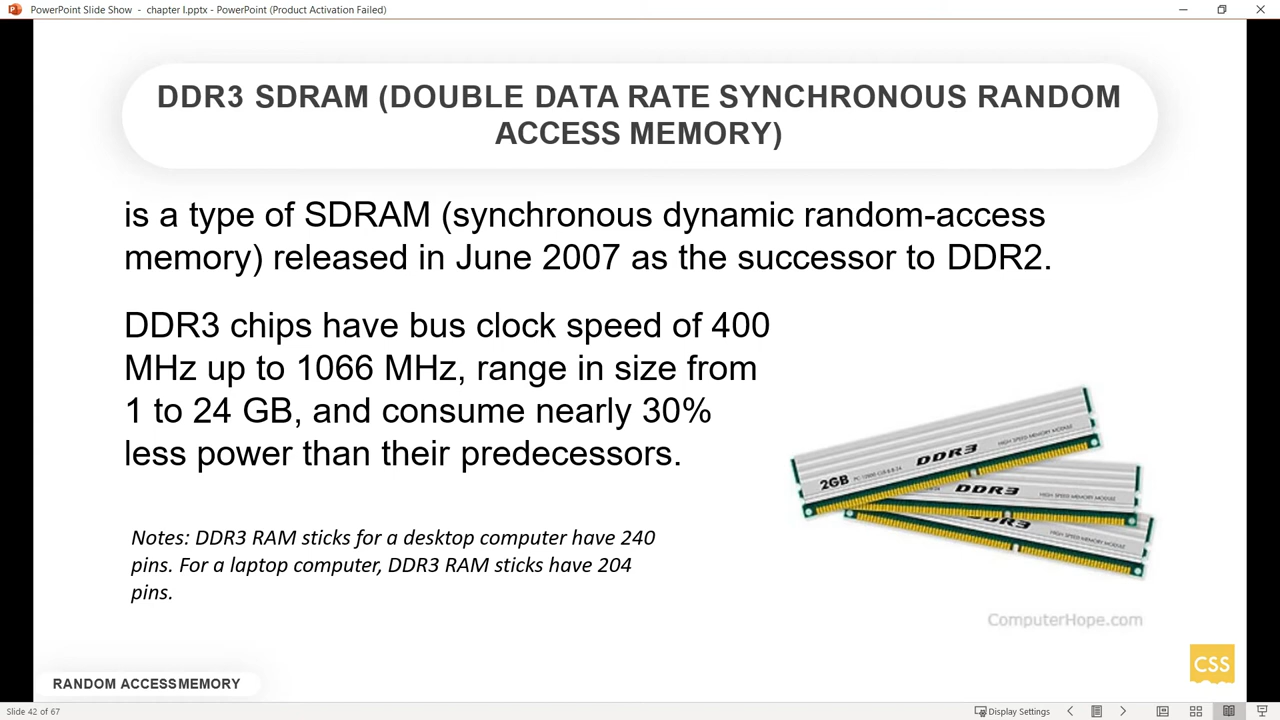 PowerPoint Slide Show - chapter I.pptx - PowerPoint (Product Activation Failed)
DDR3 SDRAM (DOUBLE DATA RATE SYNCHRONOUS RANDOM
ACCESS MEMORY)
is a type of SDRAM (synchronous dynamic random-access
memory) released in June 2007 as the successor to DDR2.
DDR3 chips have bus clock speed of 400
MHz up to 1066 MHz, range in size from
1 to 24 GB, and consume nearly 30%
less power than their predecessors.
2GB
DDR3 HIGH SPEED MEMORY MODULE
DDR3 HIGH SPEED MEMORY MODULE
DDR3 HIGH SPEED MEMORY MODULE
Notes: DDR3 RAM sticks for a desktop computer have 240
pins. For a laptop computer, DDR3 RAM sticks have 204
pins.
ComputerHope.com
CSS
RANDOM ACCESS MEMORY
Slide 42 of 67
Display Settings